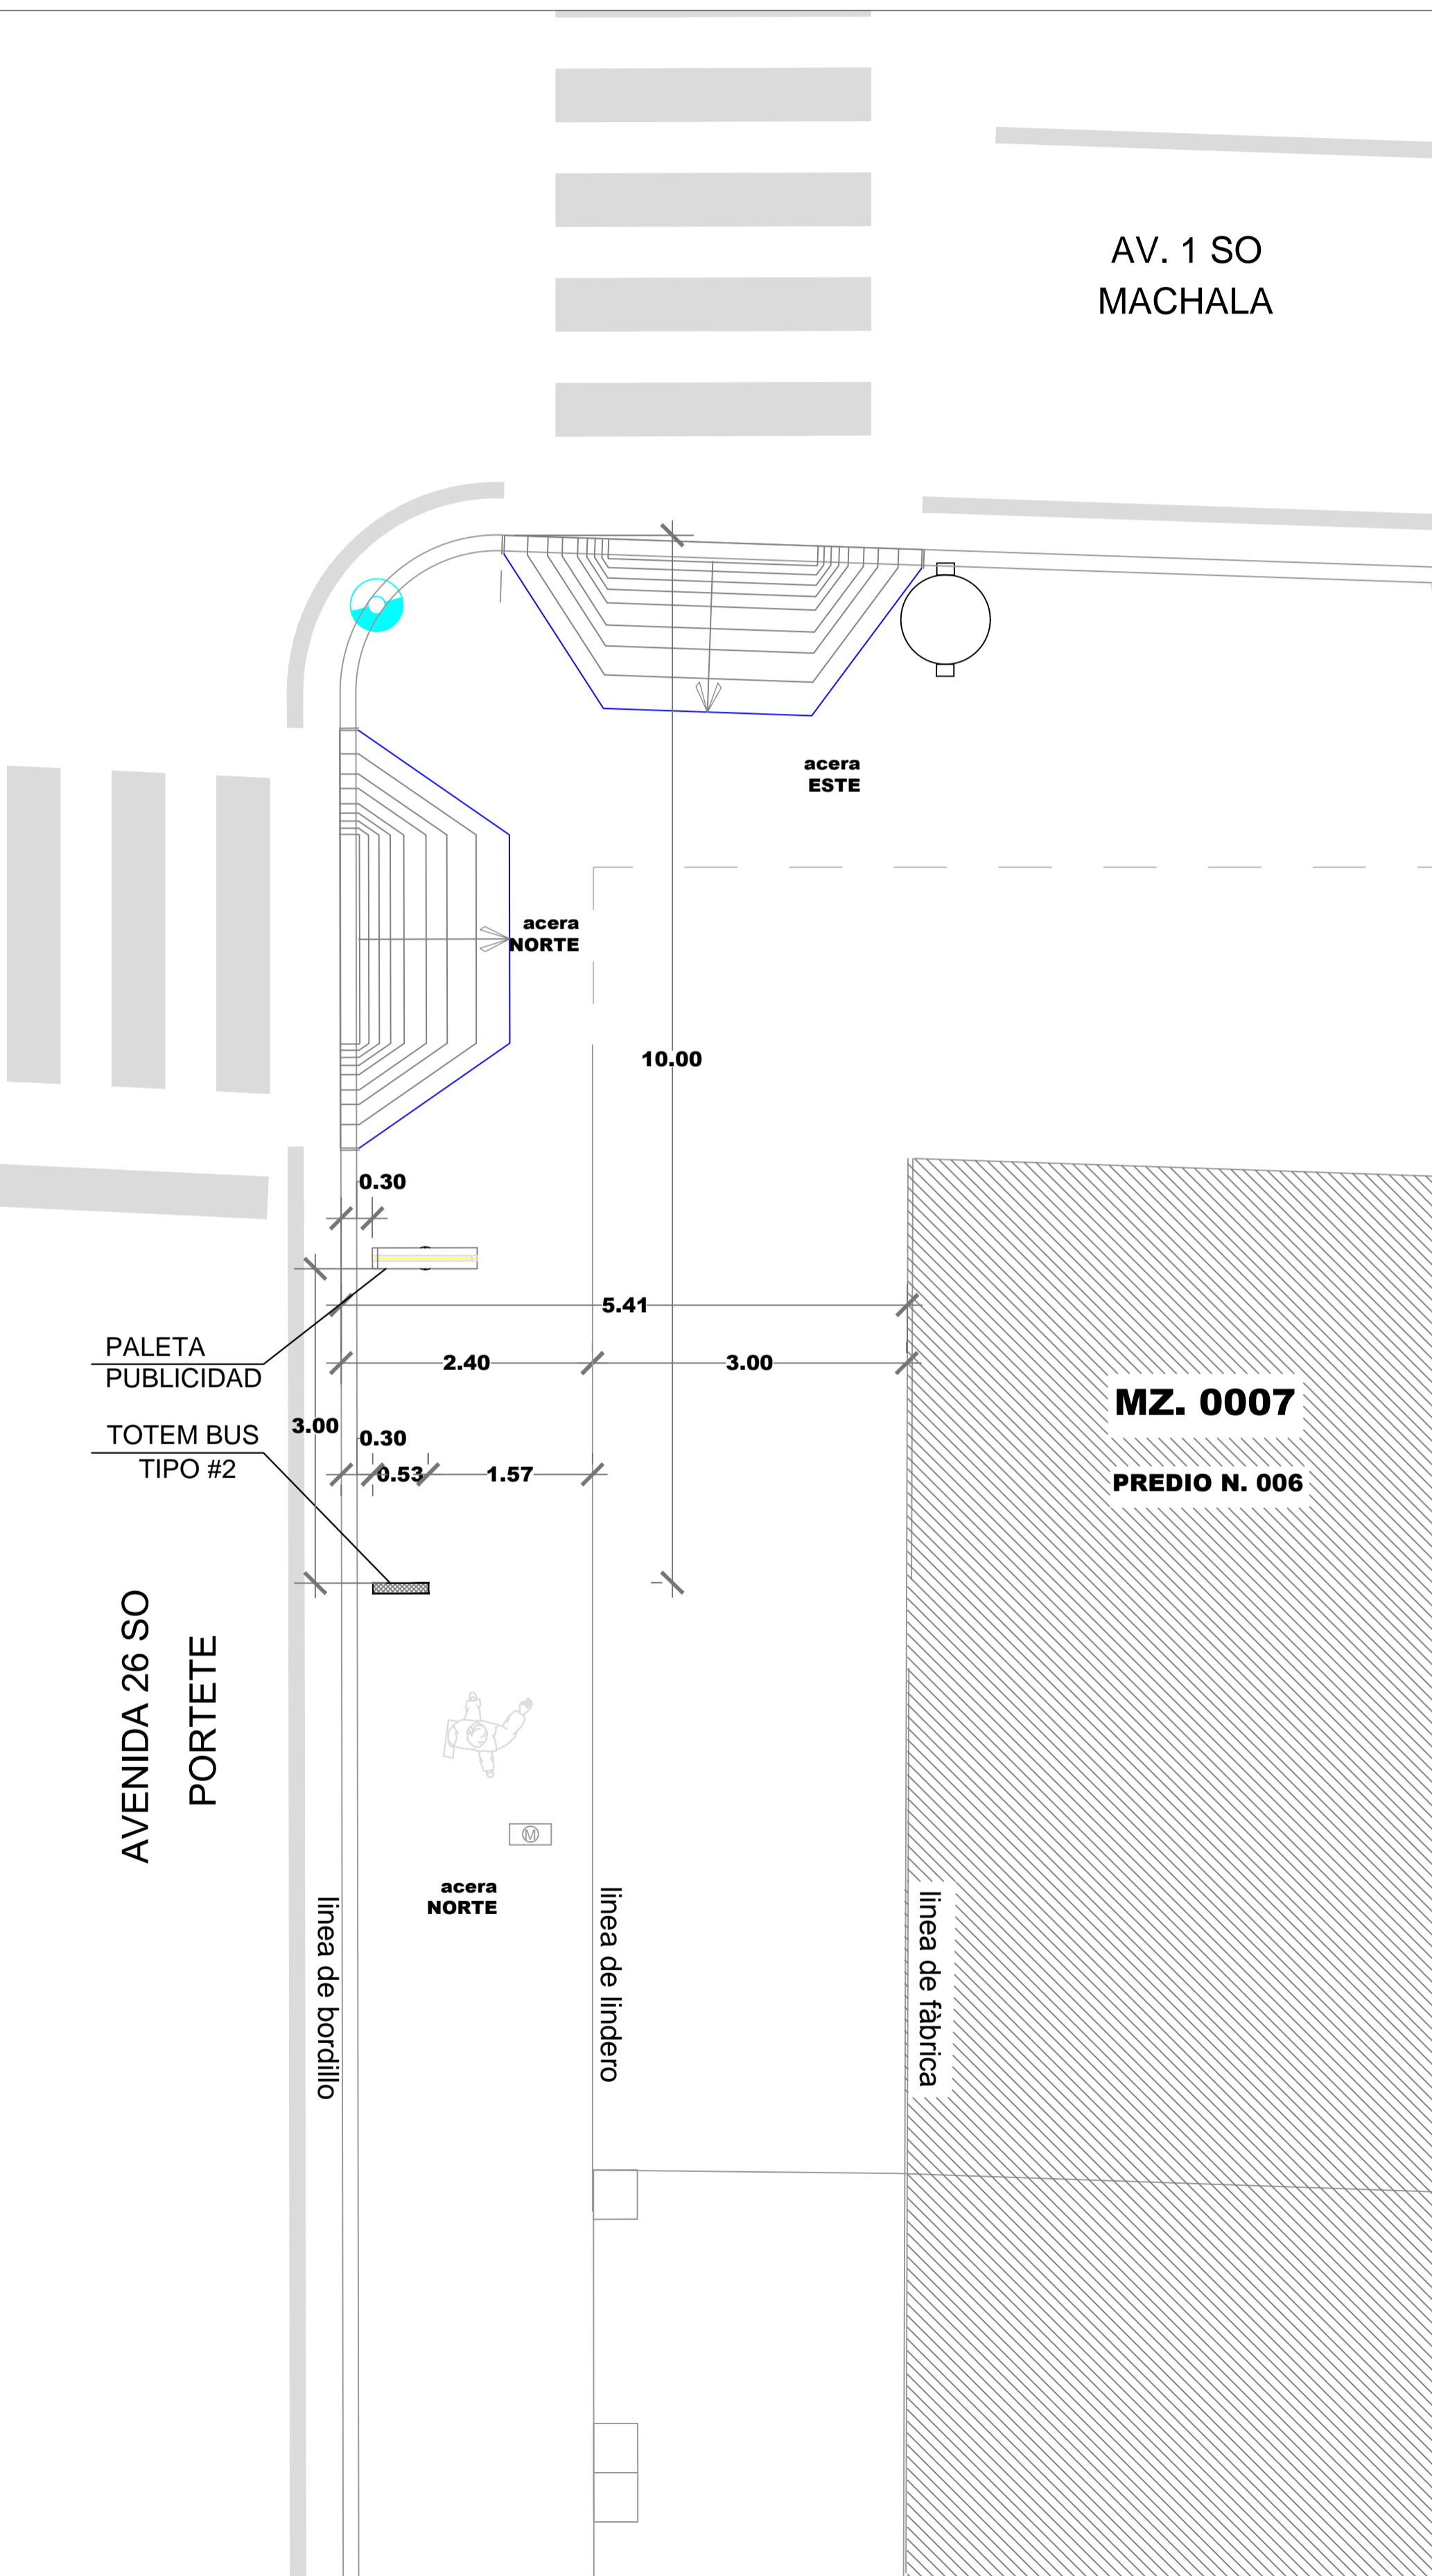 AV. 1 SO
MACHALA
acera
ESTE
acera
NORTE
10.00
0.30
5.41
PALETA
PUBLICIDAD
2.40
3.00
MZ. 0007
3.00
0.30
TOTEM BUS
TIPO #2
0.53
1.57
PREDIO N. 006
AVENIDA 26 SO
PORTETE
M
acera
NORTE
linea de bordillo
linea de lindero
linea de fàbrica